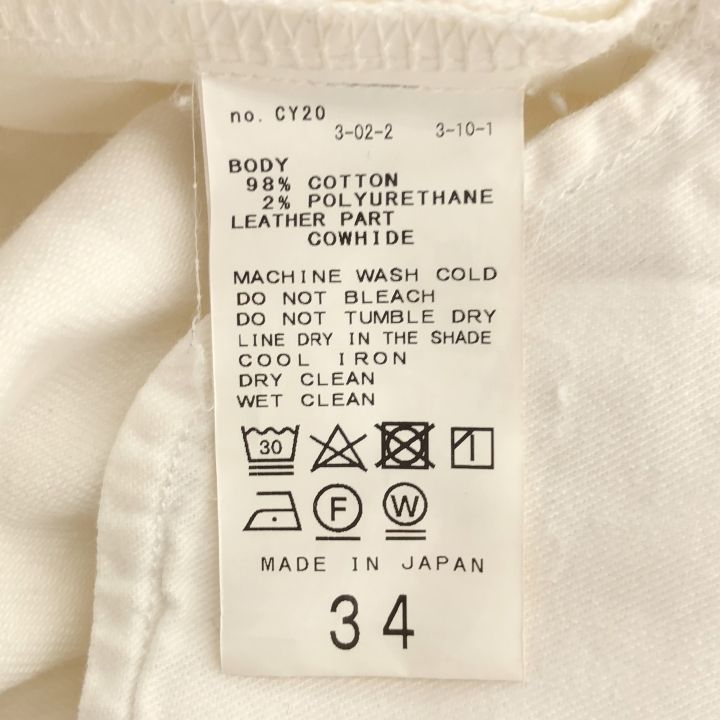 no. CY20
3-02-2 3-10-1
BODY
98% COTTON
2% POLYURETHANE
LEATHER PART
COWHIDE
MACHINE WASH COLD
DO NOT BLEACH
DO NOT TUMBLE DRY
LINE DRY IN THE SHADE
COOL IRON
DRY CLEAN
WET CLEAN
30
F W
MADE IN JAPAN
34